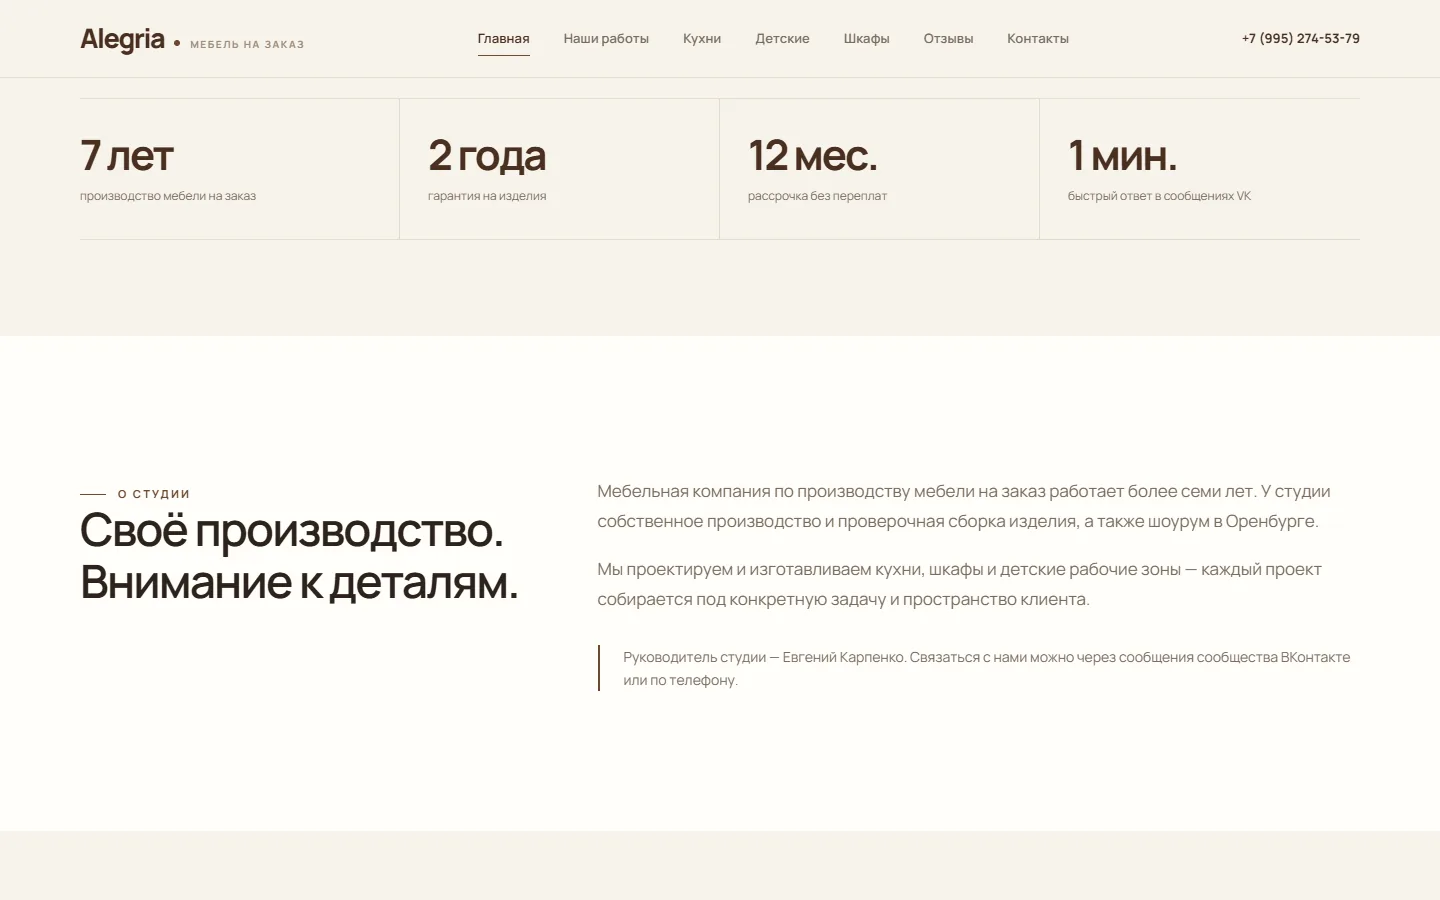 Alegria • МЕБЕЛЬ НА ЗАКАЗ
Главная Наши работы Кухни Детские Шкафы Отзывы Контакты
+7 (995) 274-53-79
7 лет
производство мебели на заказ
2 года
гарантия на изделия
12 мес.
рассрочка без переплат
1 мин.
быстрый ответ в сообщениях VK
О СТУДИИ
Своё производство.
Внимание к деталям.
Мебельная компания по производству мебели на заказ работает более семи лет. У студии
собственное производство и проверочная сборка изделия, а также шоурум в Оренбурге.
Мы проектируем и изготавливаем кухни, шкафы и детские рабочие зоны — каждый проект
собирается под конкретную задачу и пространство клиента.
Руководитель студии — Евгений Карпенко. Связаться с нами можно через сообщения сообщества ВКонтакте
или по телефону.